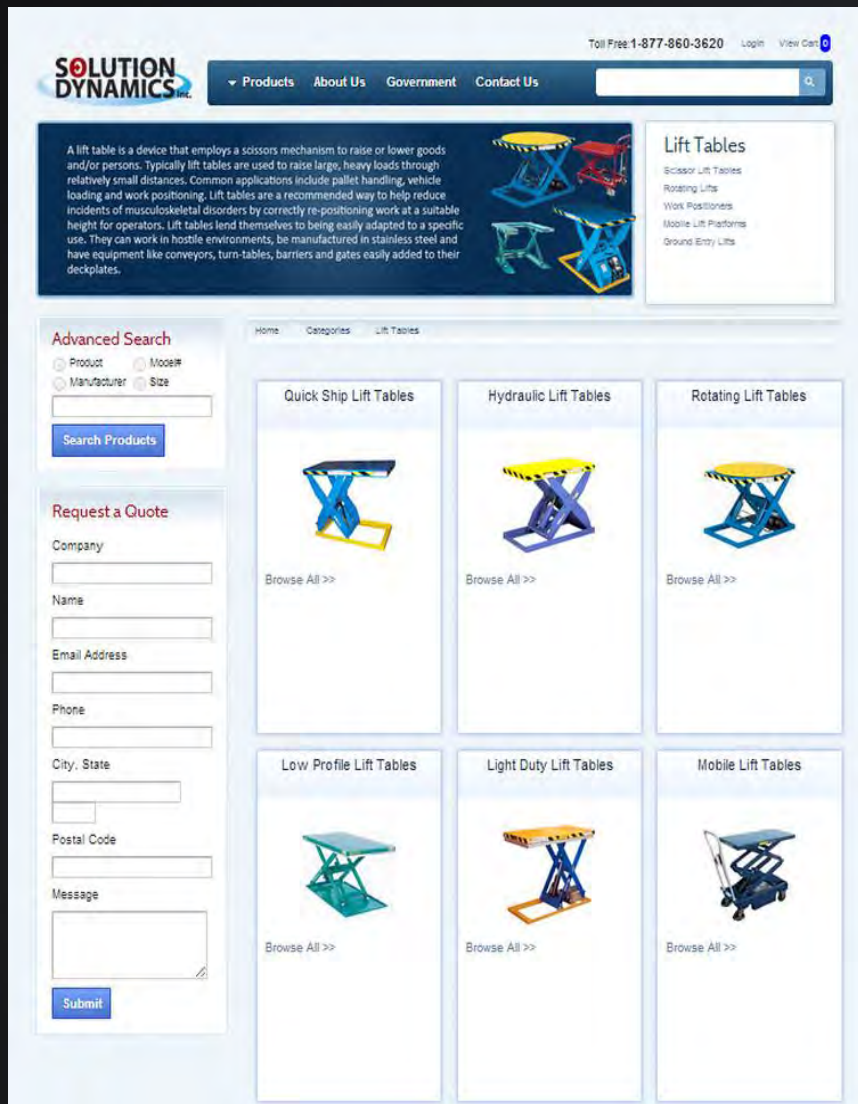 Toll Free:1-877-860-3620 Login View Cart 0
SOLUTION
DYNAMICS Inc.
Products About Us Government Contact Us
A lift table is a device that employs a scissors mechanism to raise or lower goods
and/or persons. Typically lift tables are used to raise large, heavy loads through
relatively small distances. Common applications include pallet handling, vehicle
loading and work positioning. Lift tables are a recommended way to help reduce
incidents of musculoskeletal disorders by correctly re-positioning work at a suitable
height for operators. Lift tables lend themselves to being easily adapted to a specific
use. They can work in hostile environments, be manufactured in stainless steel and
have equipment like conveyors, turn-tables, barriers and gates easily added to their
deckplates.
Lift Tables
Scissor Lift Tables
Rotating Lifts
Work Positioners
Mobile Lift Platforms
Ground Entry Lifts
Advanced Search
Product Model#
Manufacturer Size
Search Products
Request a Quote
Company
Name
Email Address
Phone
City, State
Postal Code
Message
Submit
Home Categories Lift Tables
Quick Ship Lift Tables Hydraulic Lift Tables Rotating Lift Tables
Browse All >> Browse All >> Browse All >>
Low Profile Lift Tables Light Duty Lift Tables Mobile Lift Tables
Browse All >> Browse All >> Browse All >>